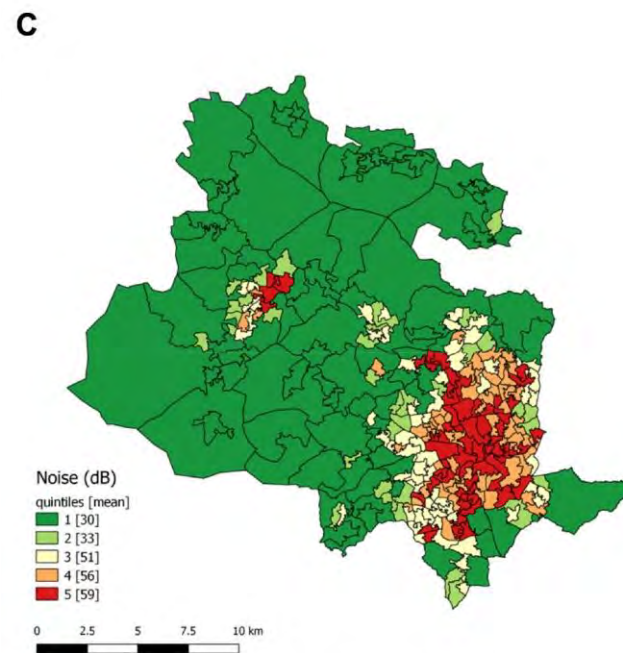 C
Noise (dB)
quintiles [mean]
1 [30]
2 [33]
3 [51]
4 [56]
5 [59]
0 2.5 5 7.5 10 km